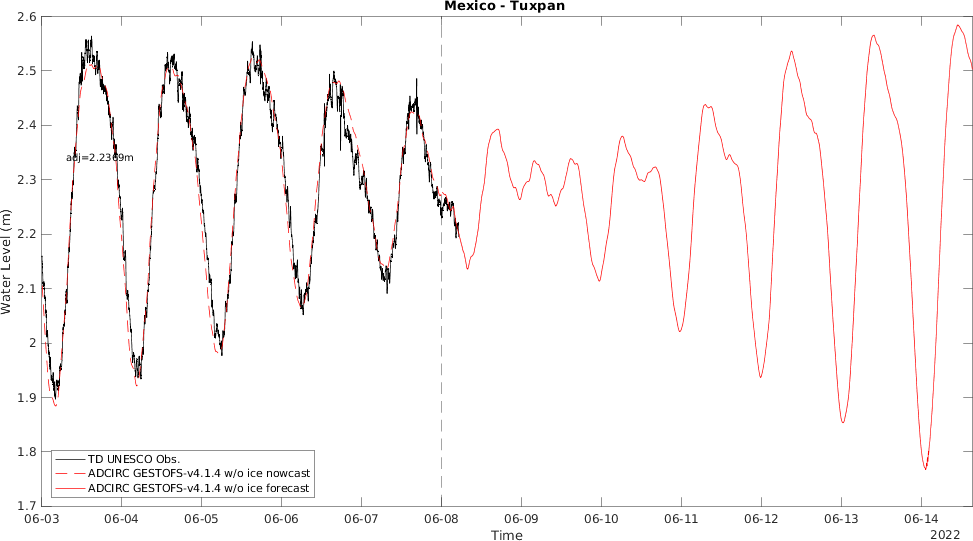 Mexico - Tuxpan
2.6
2.5
2.4
2.3
2.2
2.1
2
1.9
1.8
1.7
Water Level (m)
adj=2.2369m
TD UNESCO Obs.
ADCIRC GESTOFS-v4.1.4 w/o ice nowcast
ADCIRC GESTOFS-v4.1.4 w/o ice forecast
06-03 06-04 06-05 06-06 06-07 06-08 06-09 06-10 06-11 06-12 06-13 06-14
Time
2022